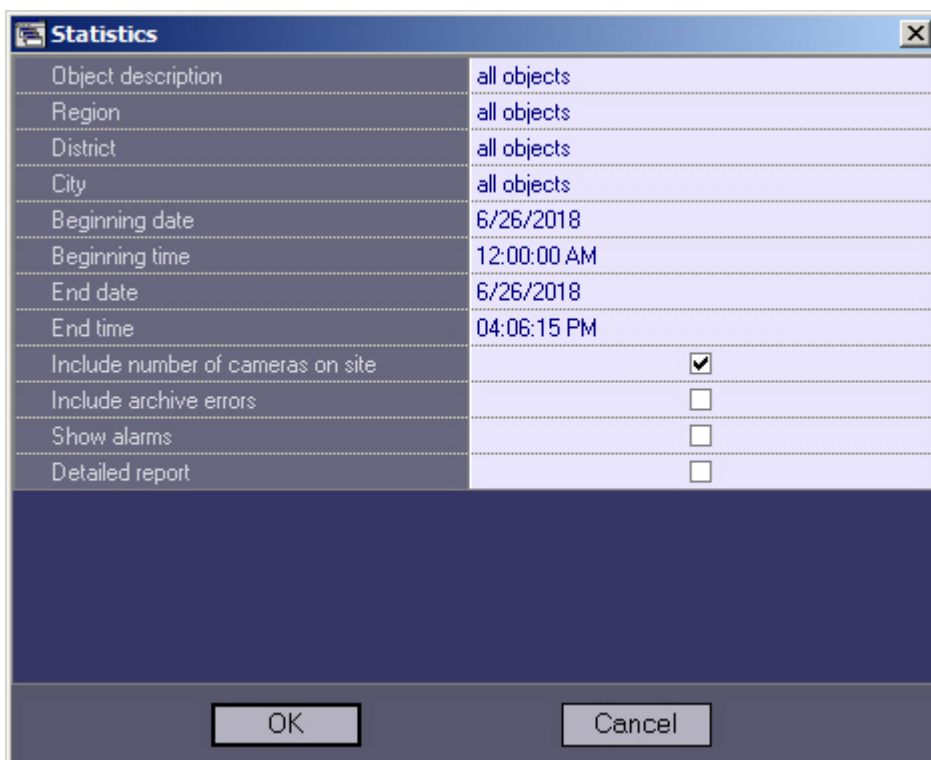 Statistics
Object description all objects
Region all objects
District all objects
City all objects
Beginning date 6/26/2018
Beginning time 12:00:00 AM
End date 6/26/2018
End time 04:06:15 PM
Include number of cameras on site
Include archive errors
Show alarms
Detailed report
OK Cancel